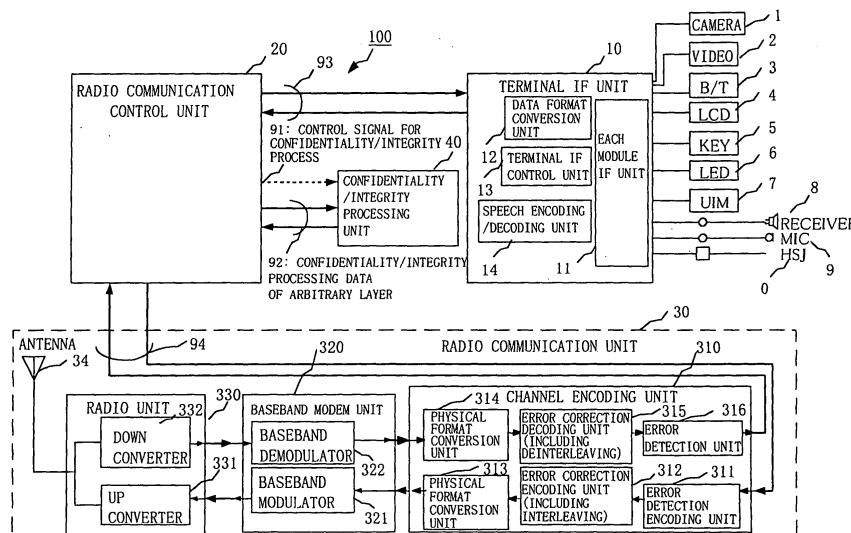 100
20
93
10
RADIO COMMUNICATION
CONTROL UNIT
91: CONTROL SIGNAL FOR
CONFIDENTIALITY/INTEGRITY
PROCESS
40
CONFIDENTIALITY
/INTEGRITY
PROCESSING
UNIT
92: CONFIDENTIALITY/INTEGRITY
PROCESSING DATA
OF ARBITRARY LAYER
TERMINAL IF UNIT
DATA FORMAT
CONVERSION
UNIT
12
TERMINAL IF
CONTROL UNIT
13
SPEECH ENCODING
/DECODING UNIT
14
EACH
MODULE
IF UNIT
11
CAMERA
1
VIDEO
2
B/T
3
LCD
4
KEY
5
LED
6
UIM
7
8
RECEIVER
MIC
9
HSJ
0
30
ANTENNA
34
94
RADIO COMMUNICATION UNIT
RADIO UNIT
330
332
DOWN
CONVERTER
331
UP
CONVERTER
320
BASEBAND MODEM UNIT
BASEBAND
DEMODULATOR
322
BASEBAND
MODULATOR
321
310
CHANNEL ENCODING UNIT
314
PHYSICAL
FORMAT
CONVERSION
UNIT
315
ERROR CORRECTION
DECODING UNIT
(INCLUDING
DEINTERLEAVING)
316
ERROR
DETECTION UNIT
313
PHYSICAL
FORMAT
CONVERSION
UNIT
312
ERROR CORRECTION
ENCODING UNIT
(INCLUDING
INTERLEAVING)
311
ERROR
DETECTION
ENCODING UNIT